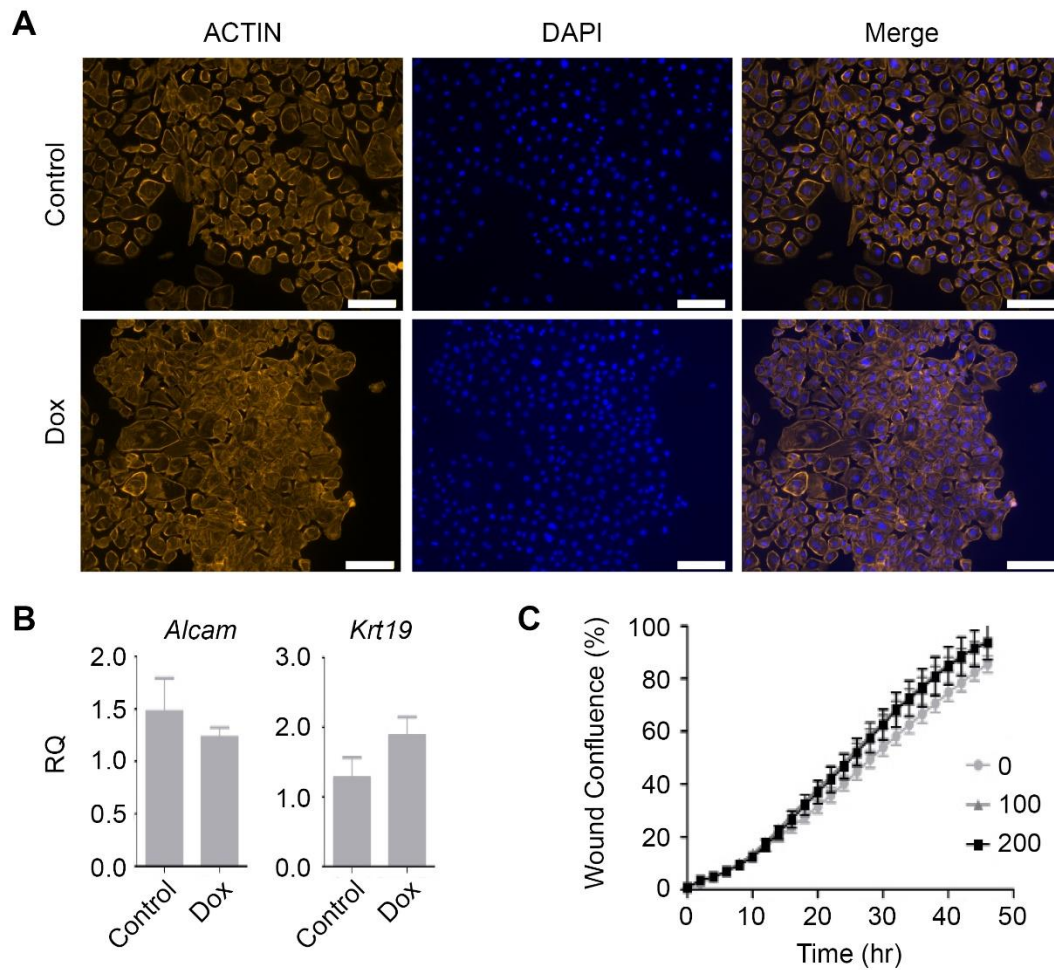 A
ACTIN DAPI Merge
Control
Dox
B
Alcam Krt19
RQ
2.0
1.5
1.0
0.5
0.0
3.0
2.0
1.0
0.0
Control
Dox
Control
Dox
C
Wound Confluence (%)
100
80
60
40
20
0
0 10 20 30 40 50
Time (hr)
0
100
200